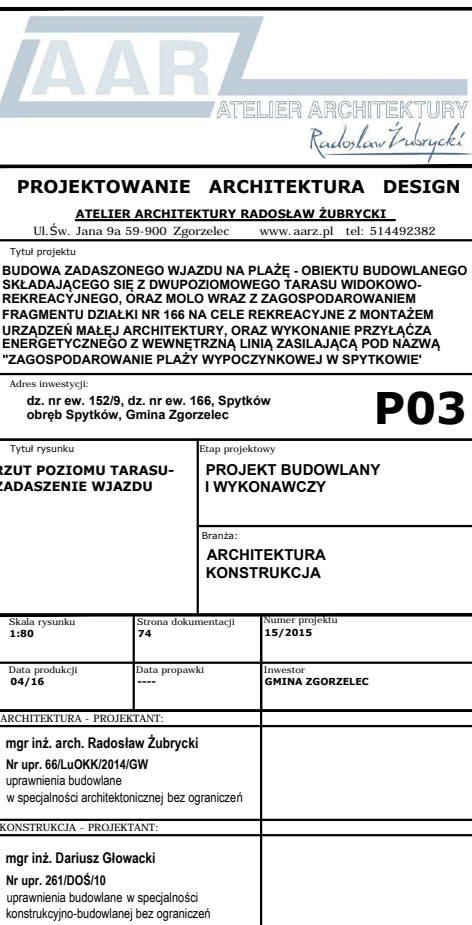 AAR
ATELIER ARCHITEKTURY
Radosław Żubrycki
PROJEKTOWANIE ARCHITEKTURA DESIGN
ATELIER ARCHITEKTURY RADOSŁAW ŻUBRYCKI
Ul.Św. Jana 9a 59-900 Zgorzelec www.aarz.pl tel: 514492382
Tytuł projektu
BUDOWA ZADASZONEGO WJAZDU NA PLAŻĘ - OBIEKTU BUDOWLANEGO
SKŁADAJĄCEGO SIĘ Z DWUPOZIOMOWEGO TARASU WIDOKOWO-
REKREACYJNEGO, ORAZ MOLO WRAZ Z ZAGOSPODAROWANIEM
FRAGMENTU DZIAŁKI NR 166 NA CELE REKREACYJNE Z MONTAŻEM
URZĄDZEŃ MAŁEJ ARCHITEKTURY, ORAZ WYKONANIE PRZYŁĄCZA
ENERGETYCZNEGO Z WEWNĘTRZNĄ LINIĄ ZASILAJĄCĄ POD NAZWĄ
"ZAGOSPODAROWANIE PLAŻY WYPOCZYNKOWEJ W SPYTKOWIE'
Adres inwestycji:
dz. nr ew. 152/9, dz. nr ew. 166, Spytków
obręb Spytków, Gmina Zgorzelec
P03
Tytuł rysunku
RZUT POZIOMU TARASU-
ZADASZENIE WJAZDU
Etap projektowy
PROJEKT BUDOWLANY
I WYKONAWCZY
Branża:
ARCHITEKTURA
KONSTRUKCJA
Skala rysunku
1:80
Strona dokumentacji
74
Numer projektu
15/2015
Data produkcji
04/16
Data propawki
----
Inwestor
GMINA ZGORZELEC
ARCHITEKTURA - PROJEKTANT:
mgr inż. arch. Radosław Żubrycki
Nr upr. 66/LuOKK/2014/GW
uprawnienia budowlane
w specjalności architektonicznej bez ograniczeń
KONSTRUKCJA - PROJEKTANT:
mgr inż. Dariusz Głowacki
Nr upr. 261/DOŚ/10
uprawnienia budowlane w specjalności
konstrukcyjno-budowlanej bez ograniczeń